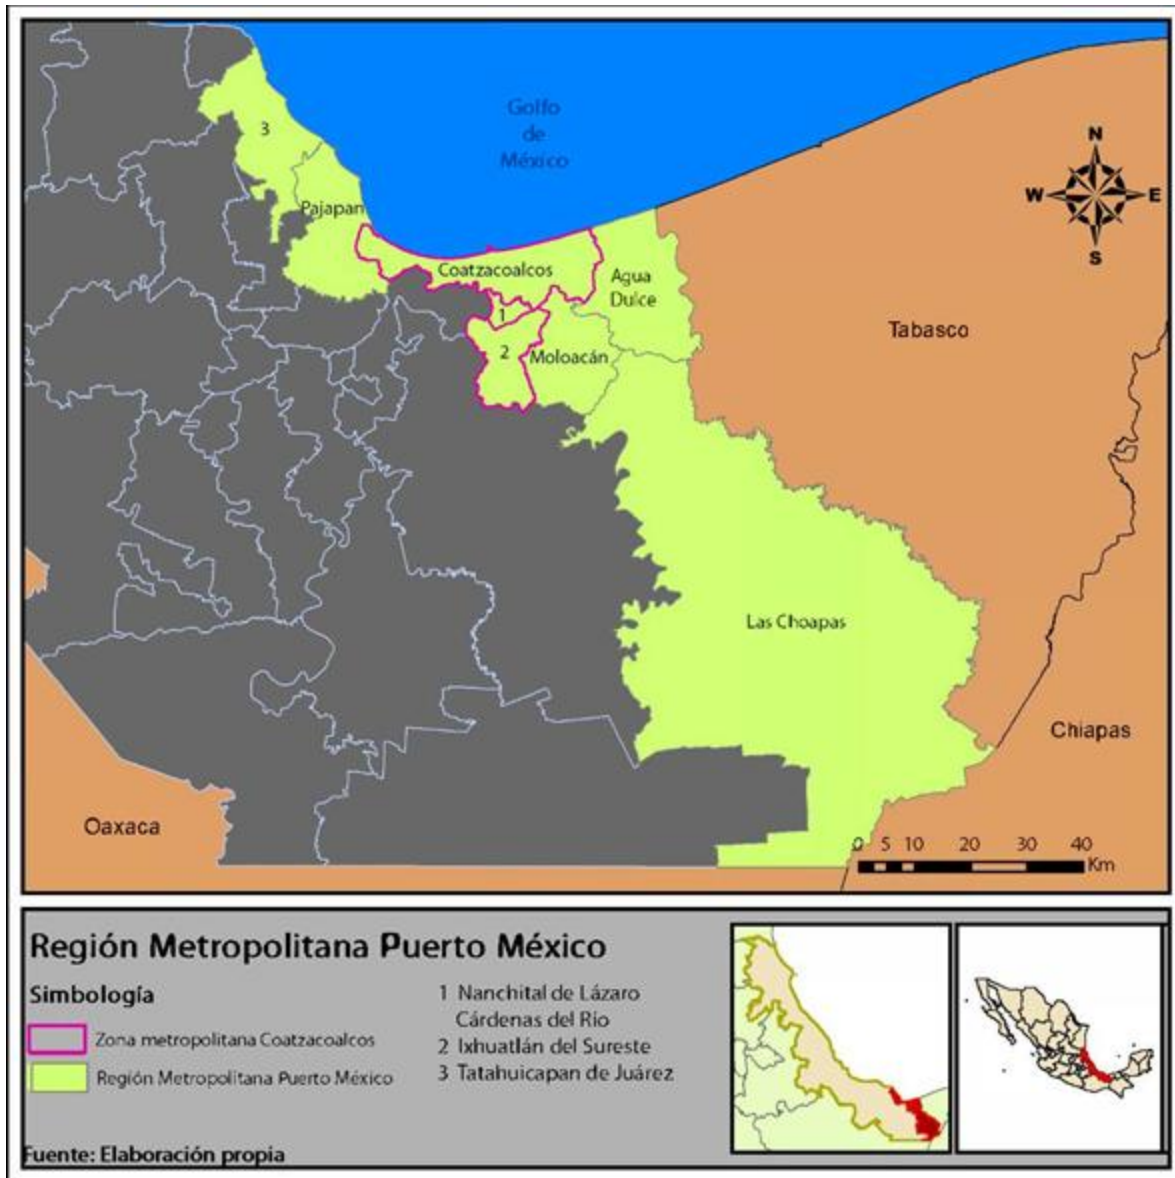 Golfo
de
México
N
W
E
S
3
Pajapan
Coatzacoalcos
Agua
Dulce
1
2
Moloacán
Tabasco
Las Choapas
Chiapas
Oaxaca
0 5 10 20 30 40
Km
Región Metropolitana Puerto México
Simbología
Zona metropolitana Coatzacoalcos
Región Metropolitana Puerto México
1 Nanchital de Lázaro
Cárdenas del Río
2 Ixhuatlán del Sureste
3 Tatahuicapan de Juárez
Fuente: Elaboración propia